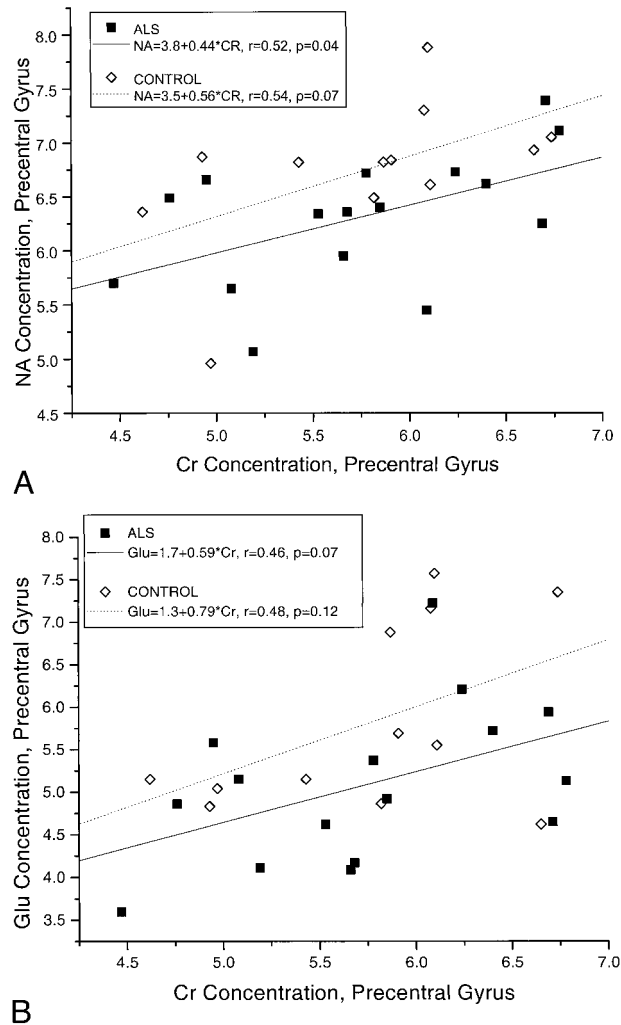 ALS
NA=3.8+0.44*CR, r=0.52, p=0.04
CONTROL
NA=3.5+0.56*CR, r=0.54, p=0.07
NA Concentration, Precentral Gyrus
8.0
7.5
7.0
6.5
6.0
5.5
5.0
4.5
4.5 5.0 5.5 6.0 6.5 7.0
Cr Concentration, Precentral Gyrus
A
ALS
Glu=1.7+0.59*Cr, r=0.46, p=0.07
CONTROL
Glu=1.3+0.79*Cr, r=0.48, p=0.12
Glu Concentration, Precentral Gyrus
8.0
7.5
7.0
6.5
6.0
5.5
5.0
4.5
4.0
3.5
4.5 5.0 5.5 6.0 6.5 7.0
Cr Concentration, Precentral Gyrus
B